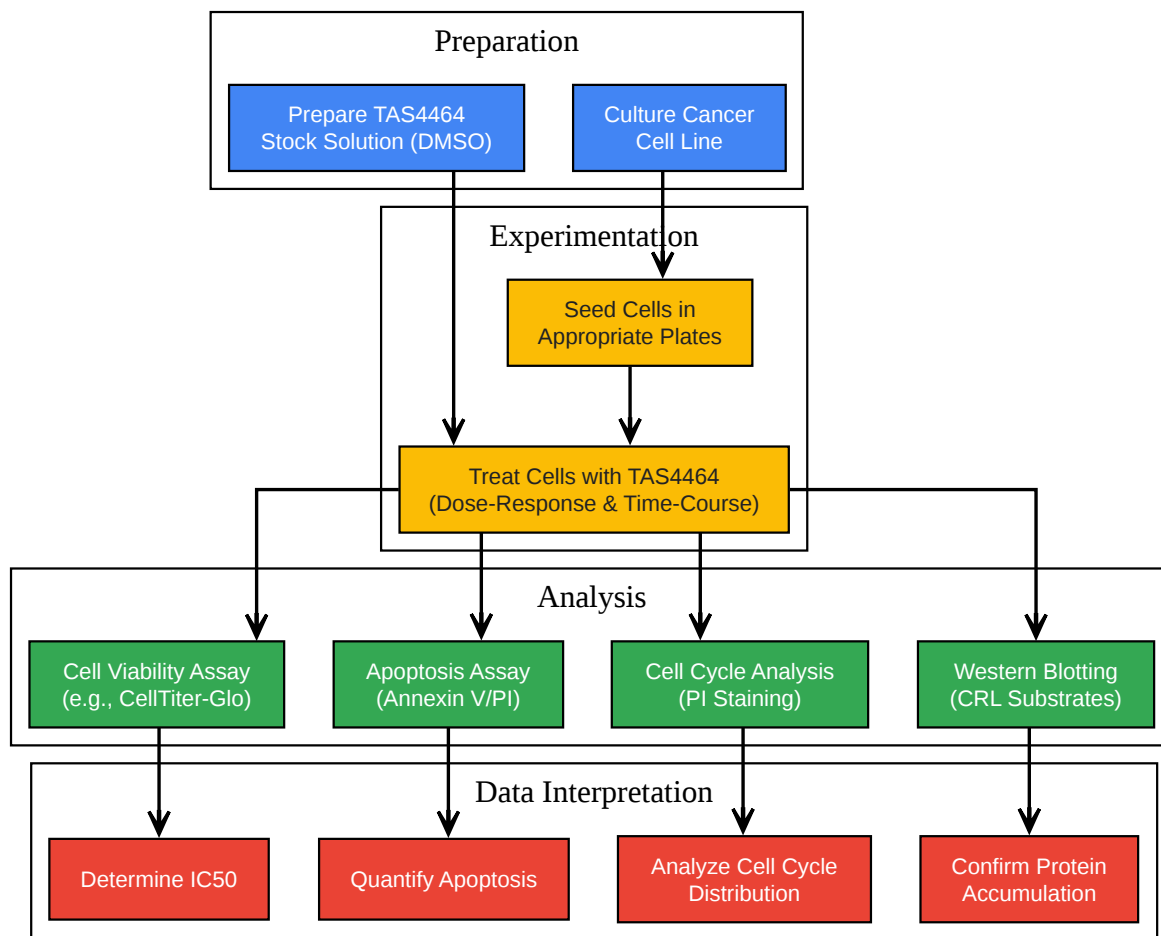 Preparation
Prepare TAS4464
Stock Solution (DMSO)
Culture Cancer
Cell Line
Experimentation
Seed Cells in
Appropriate Plates
Treat Cells with TAS4464
(Dose-Response & Time-Course)
Analysis
Cell Viability Assay
(e.g., CellTiter-Glo)
Apoptosis Assay
(Annexin V/PI)
Cell Cycle Analysis
(PI Staining)
Western Blotting
(CRL Substrates)
Data Interpretation
Determine IC50
Quantify Apoptosis
Analyze Cell Cycle
Distribution
Confirm Protein
Accumulation